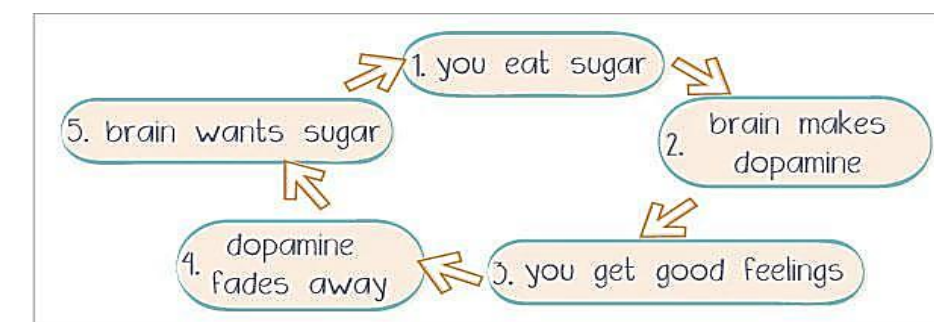 1. you eat sugar
2. brain makes
dopamine
3. you get good feelings
4. dopamine
fades away
5. brain wants sugar